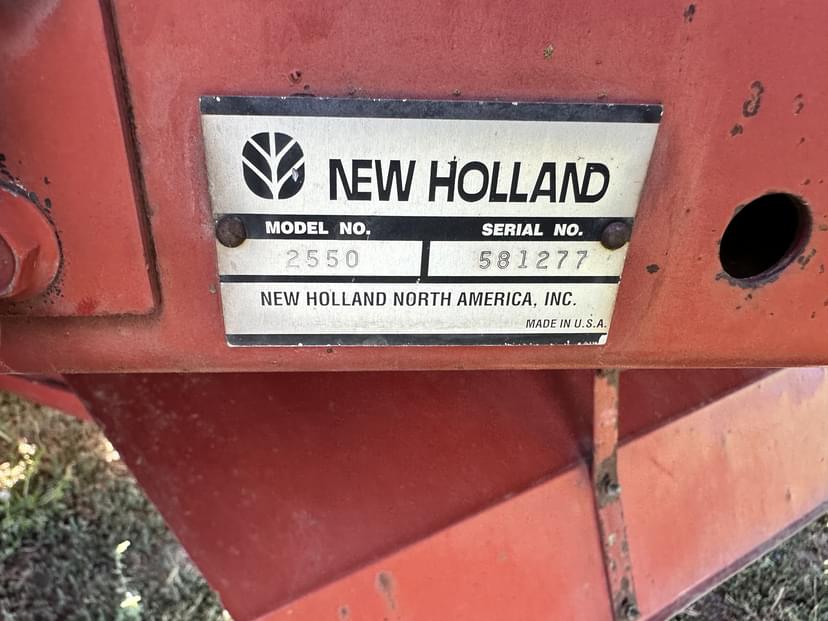 NEW HOLLAND
MODEL NO. SERIAL NO.
2550 581277
NEW HOLLAND NORTH AMERICA, INC.
MADE IN U.S.A.